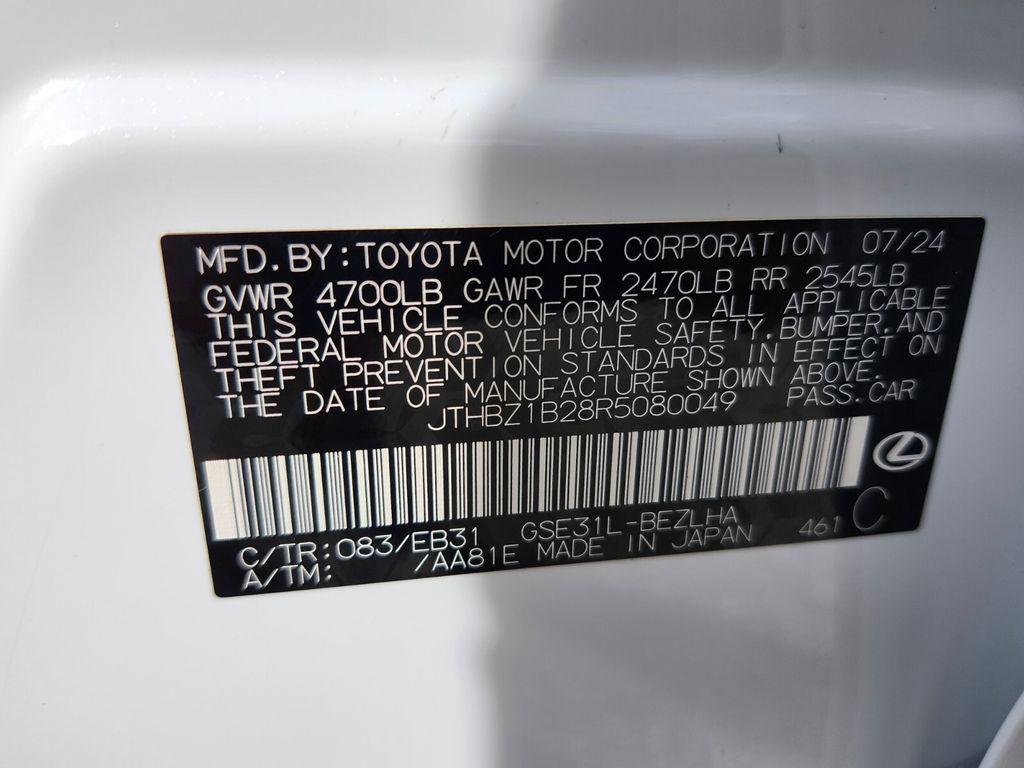 MFD.BY:TOYOTA MOTOR CORPORATION 07/24
GVWR 4700LB GAWR FR 2470LB RR 2545LB
THIS VEHICLE CONFORMS TO ALL APPLICABLE
FEDERAL MOTOR VEHICLE SAFETY,BUMPER,AND
THEFT PREVENTION STANDARDS IN EFFECT ON
THE DATE OF MANUFACTURE SHOWN ABOVE.
JTHBZ1B28R5080049 PASS.CAR
C/TR:083/EB31 GSE31L-BEZLHA 461 C
A/TM: /AA81E MADE IN JAPAN